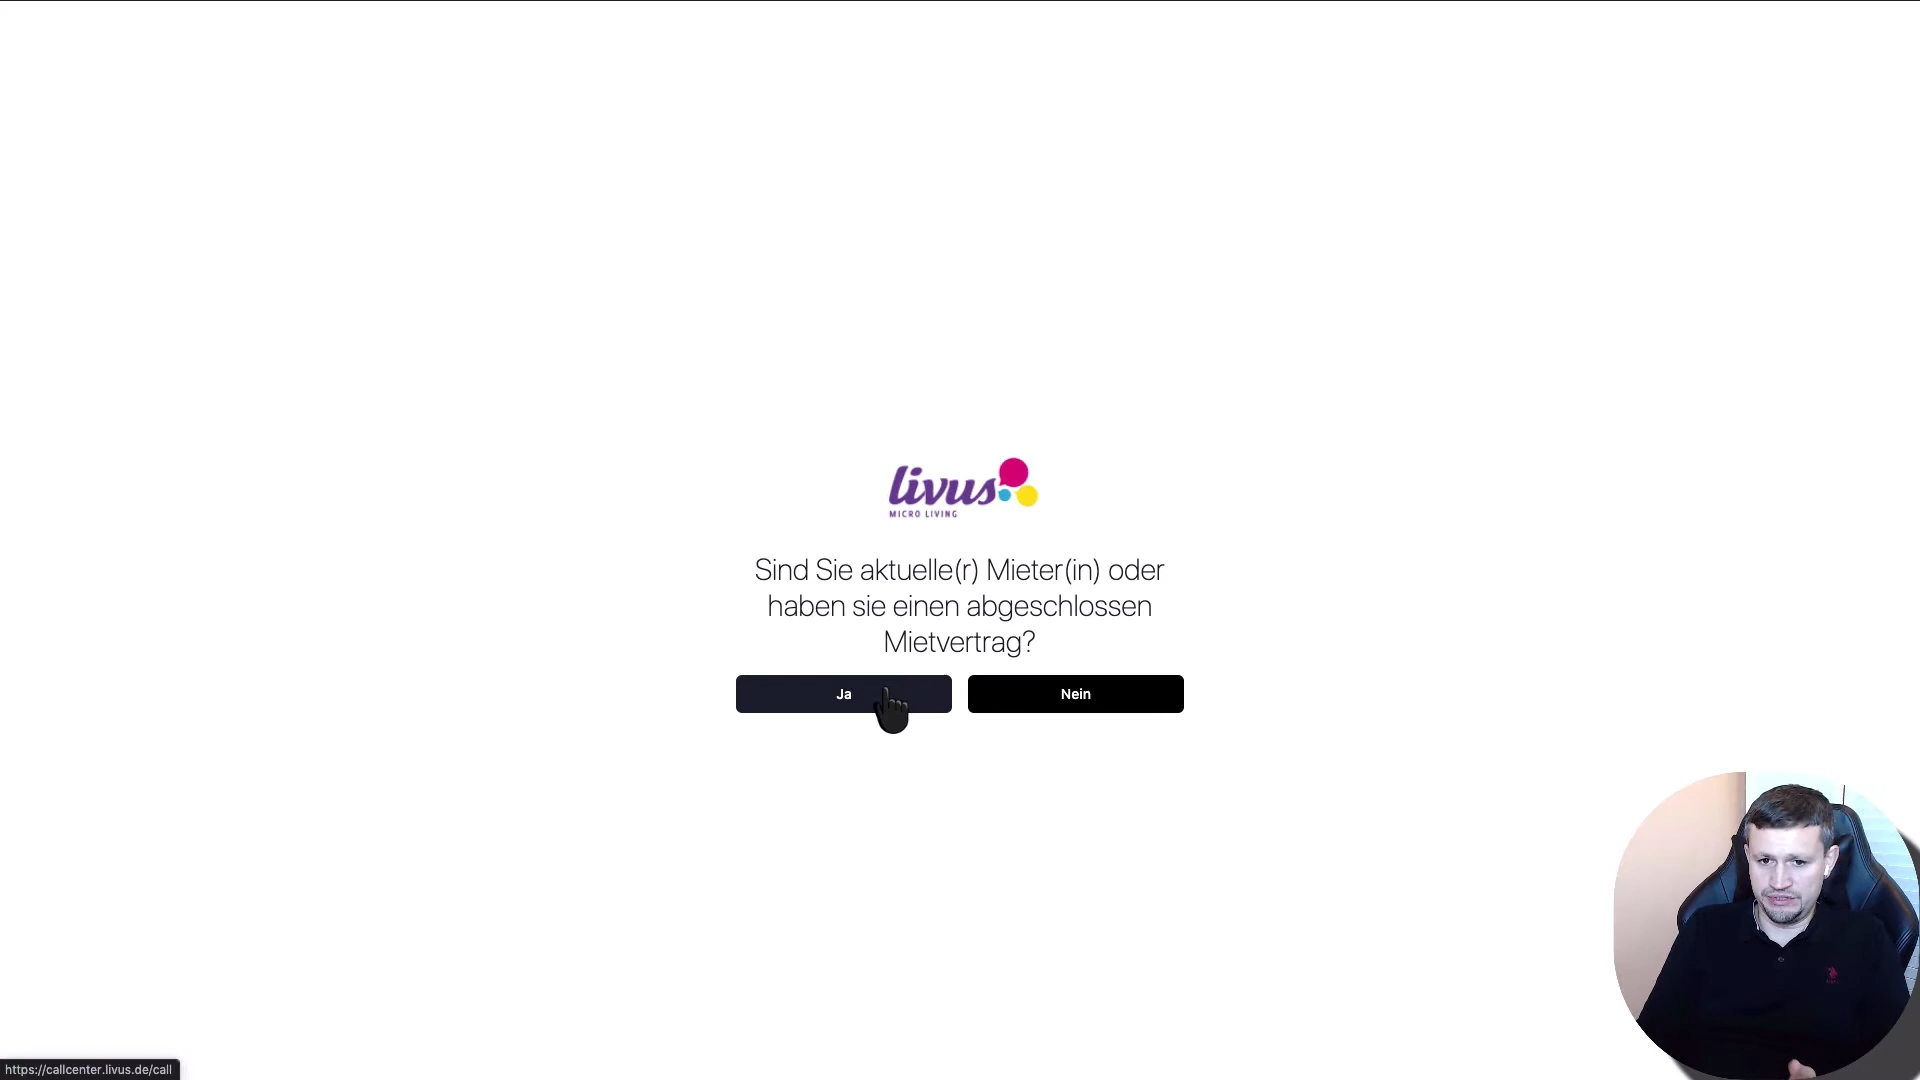 livus
MICRO LIVING
Sind Sie aktuelle(r) Mieter(in) oder
haben sie einen abgeschlossen
Mietvertrag?
Ja
Nein
https://callcenter.livus.de/call